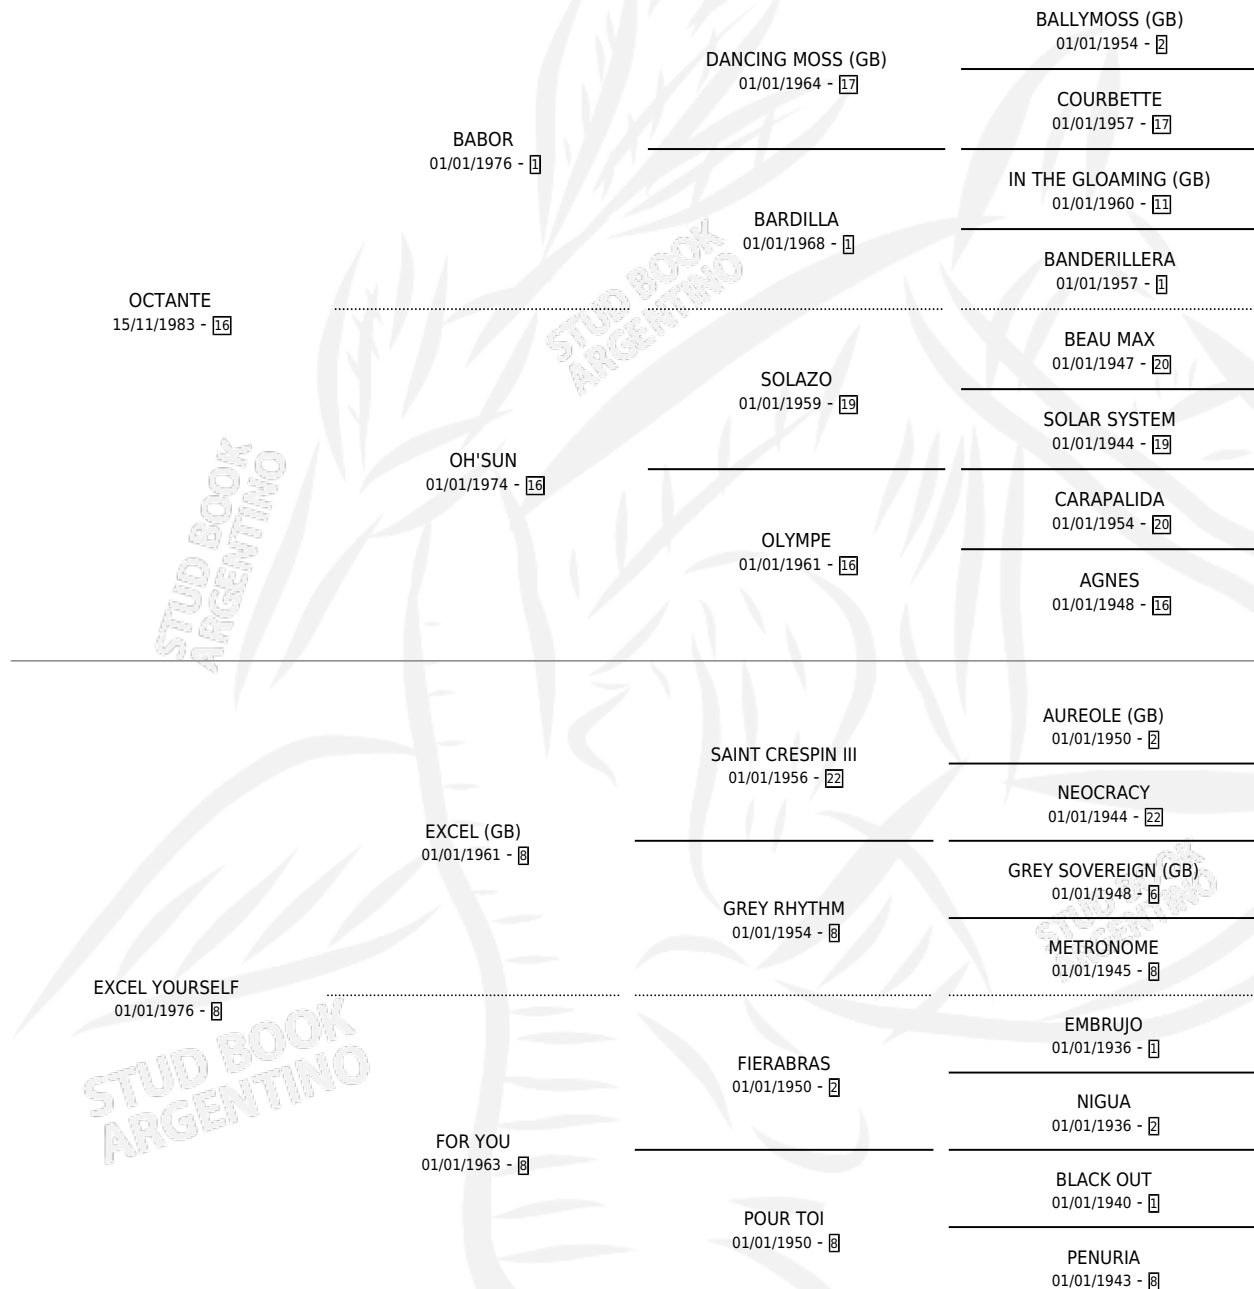 BALLYMOSS (GB)
01/01/1954 - 2
DANCING MOSS (GB)
01/01/1964 - 17
COURBETTE
01/01/1957 - 17
BABOR
01/01/1976 - 1
IN THE GLOAMING (GB)
01/01/1960 - 11
BARDILLA
01/01/1968 - 1
BANDERILLERA
01/01/1957 - 1
OCTANTE
15/11/1983 - 16
BEAU MAX
01/01/1947 - 20
SOLAZO
01/01/1959 - 19
SOLAR SYSTEM
01/01/1944 - 19
OH'SUN
01/01/1974 - 16
CARAPALIDA
01/01/1954 - 20
OLYMPE
01/01/1961 - 16
AGNES
01/01/1948 - 16
AUREOLE (GB)
01/01/1950 - 2
SAINT CRESPIN III
01/01/1956 - 22
NEOCRACY
01/01/1944 - 22
EXCEL (GB)
01/01/1961 - 8
GREY SOVEREIGN (GB)
01/01/1948 - 6
GREY RHYTHM
01/01/1954 - 8
METRONOME
01/01/1945 - 8
EXCEL YOURSELF
01/01/1976 - 8
EMBRUJO
01/01/1936 - 1
FIERABRAS
01/01/1950 - 2
NIGUA
01/01/1936 - 2
FOR YOU
01/01/1963 - 8
BLACK OUT
01/01/1940 - 1
POUR TOI
01/01/1950 - 8
PENURIA
01/01/1943 - 8
STUD BOOK
ARGENTINO
STUD BOOK
ARGENTINO
STUD BOOK
ARGENTINO
STUD BOOK
ARGENTINO